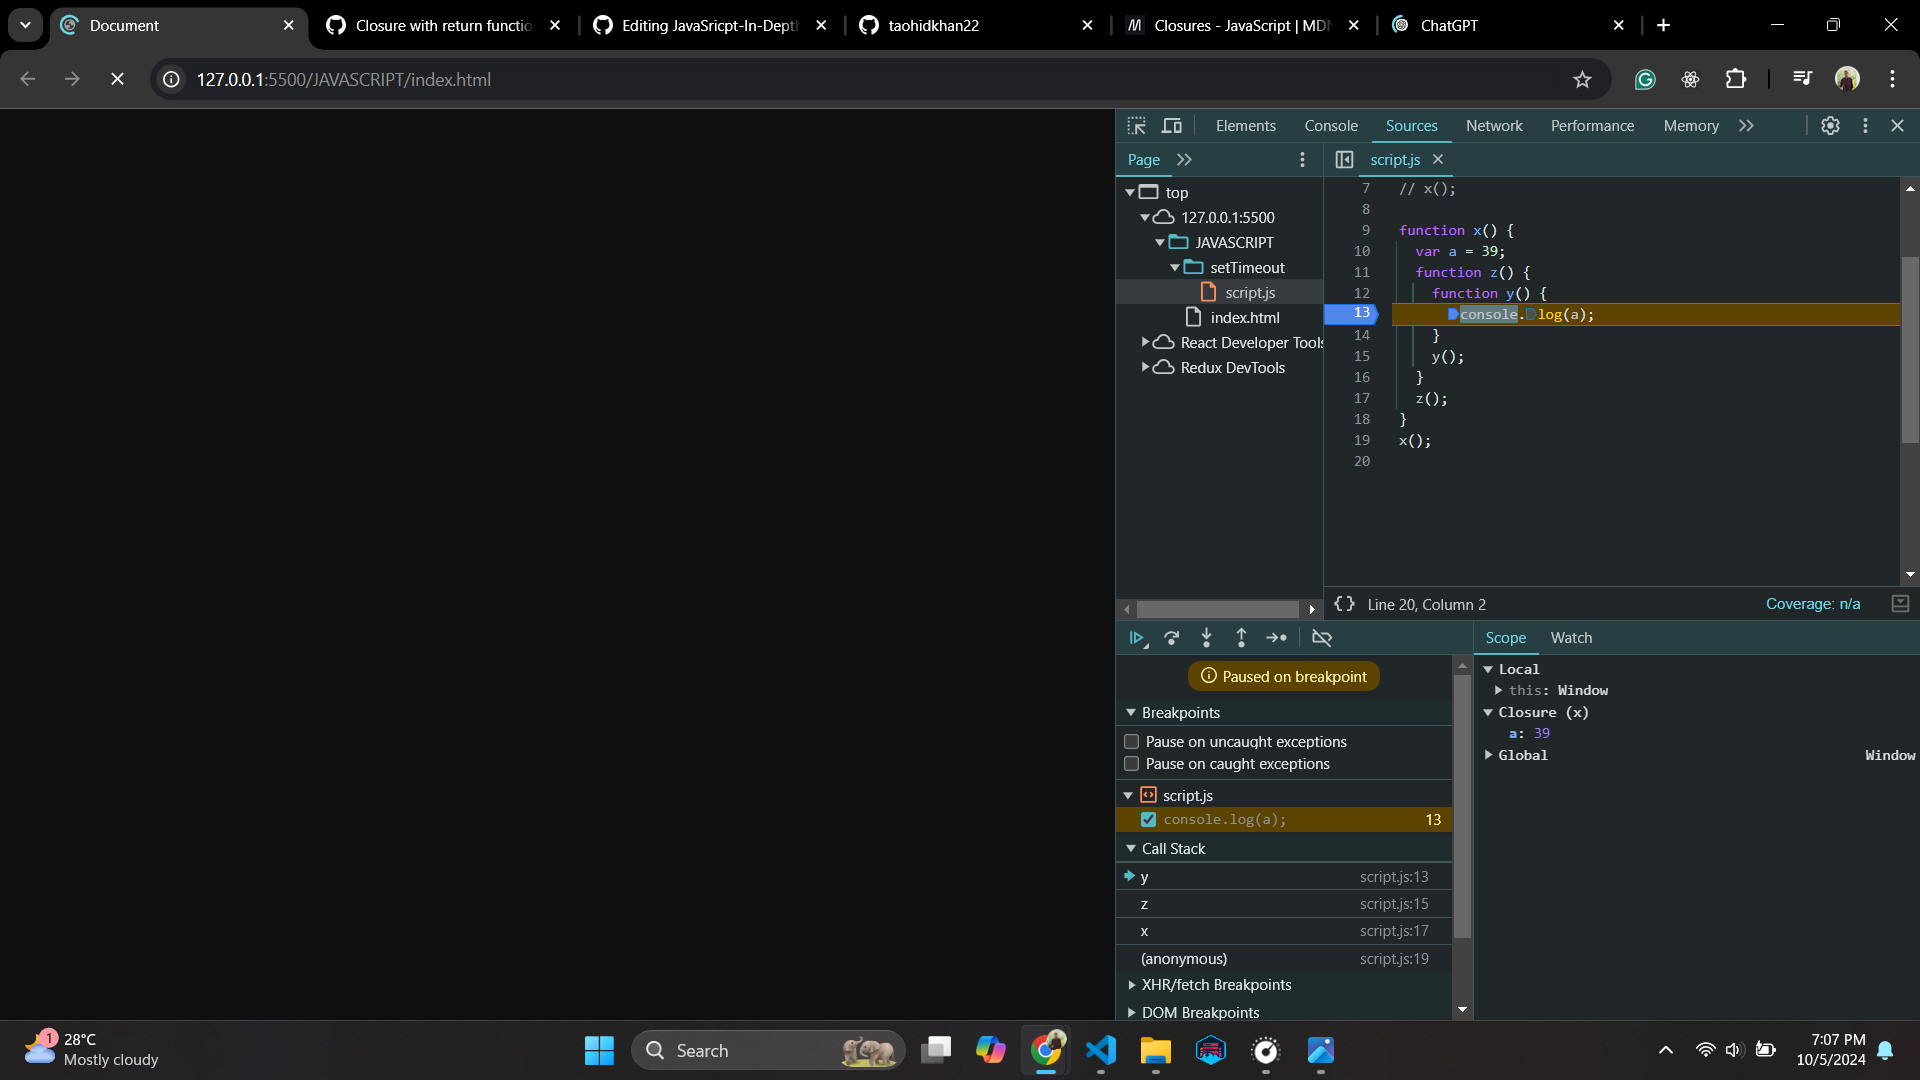 Document
Closure with return functio
Editing JavaSricpt-In-Dept
taohidkhan22
Closures - JavaScript | MDN
ChatGPT
127.0.0.1:5500/JAVASCRIPT/index.html
Elements Console Sources Network Performance Memory
Page
script.js
top
127.0.0.1:5500
JAVASCRIPT
setTimeout
script.js
index.html
React Developer Tools
Redux DevTools
7 // x();
8
9 function x() {
10 var a = 39;
11 function z() {
12 function y() {
13 console.log(a);
14 }
15 y();
16 }
17 z();
18 }
19 x();
20
{} Line 20, Column 2 Coverage: n/a
Paused on breakpoint
Breakpoints
Pause on uncaught exceptions
Pause on caught exceptions
script.js
console.log(a); 13
Call Stack
y script.js:13
z script.js:15
x script.js:17
(anonymous) script.js:19
XHR/fetch Breakpoints
DOM Breakpoints
Scope Watch
Local
this: Window
Closure (x)
a: 39
Global Window
1
28°C
Mostly cloudy
Search
7:07 PM
10/5/2024